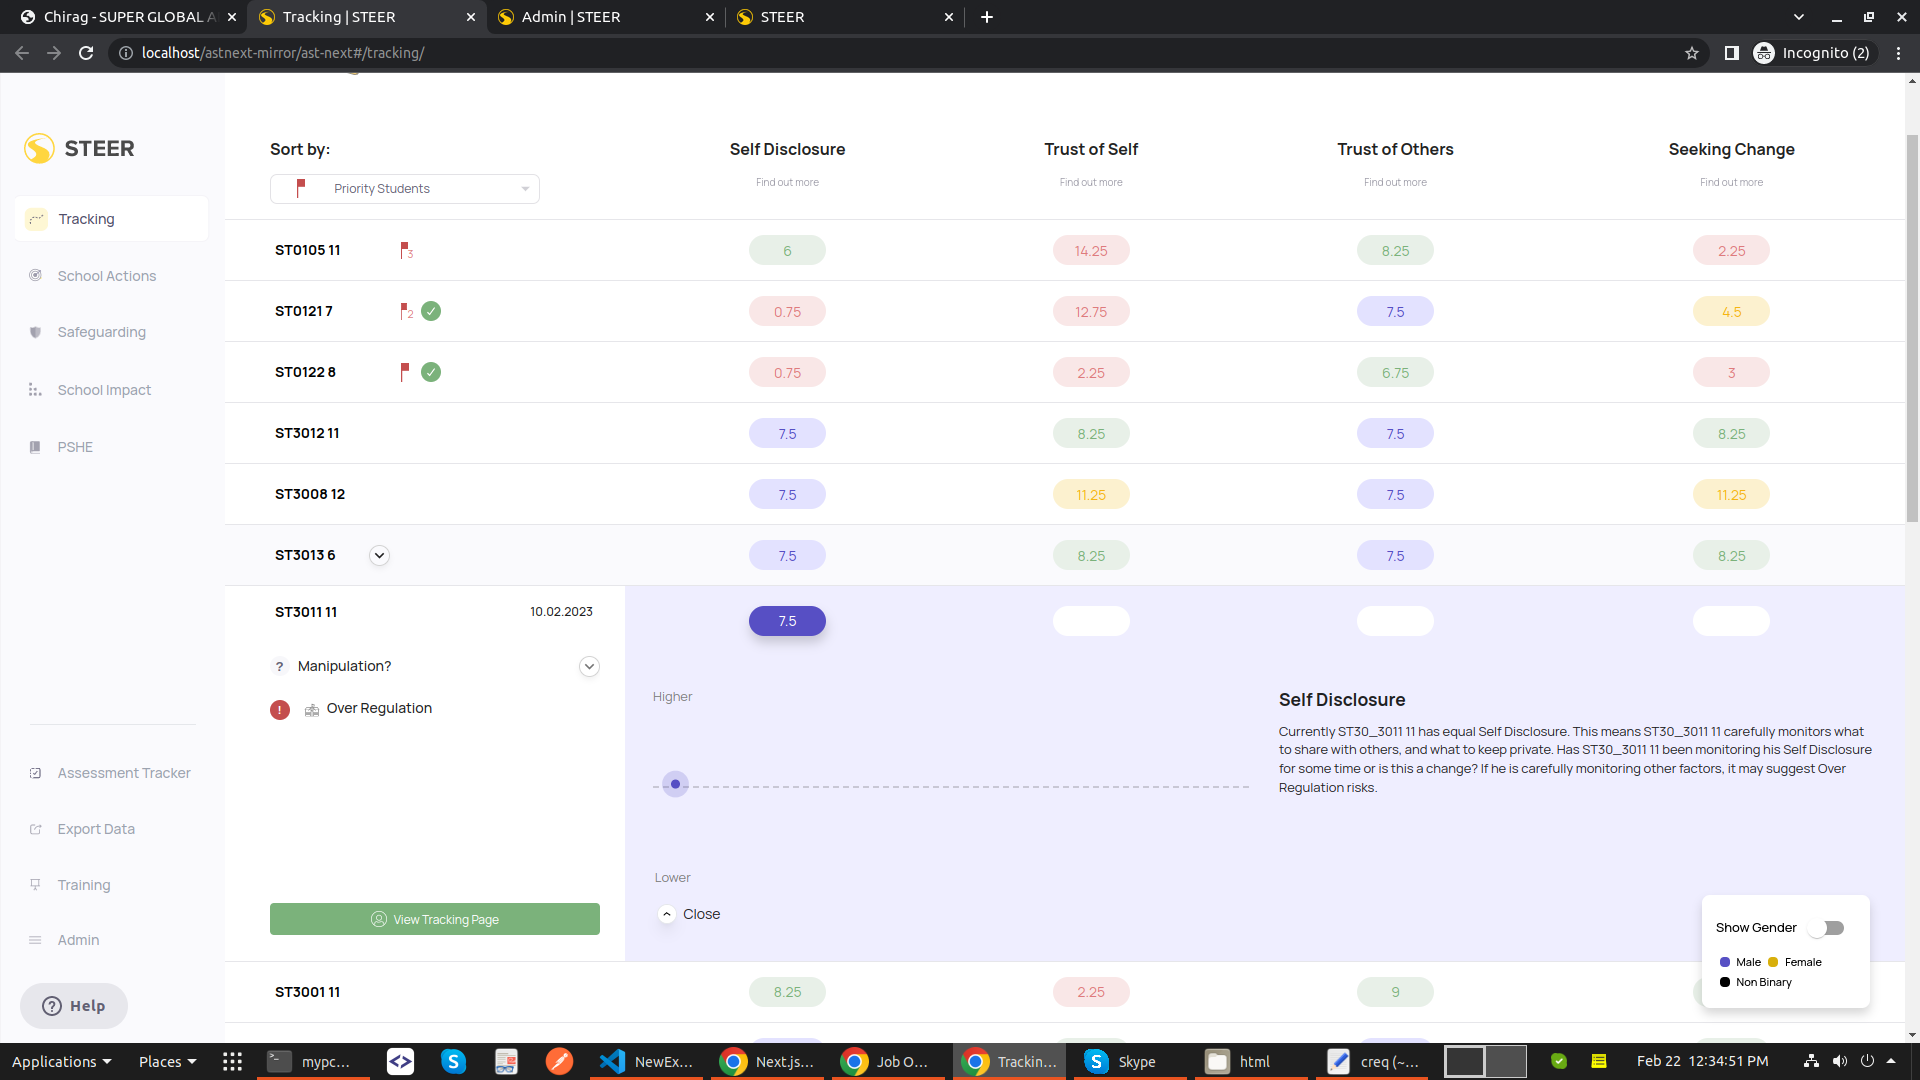 Chirag - SUPER GLOBAL A
Tracking | STEER
Admin | STEER
STEER
localhost/astnext-mirror/ast-next#/tracking/
Incognito (2)
STEER
Tracking
School Actions
Safeguarding
School Impact
PSHE
Assessment Tracker
Export Data
Training
Admin
Help
Sort by:
Priority Students
Self Disclosure
Find out more
Trust of Self
Find out more
Trust of Others
Find out more
Seeking Change
Find out more
ST0105 11 3 6 14.25 8.25 2.25
ST0121 7 2 0.75 12.75 7.5 4.5
ST0122 8 0.75 2.25 6.75 3
ST3012 11 7.5 8.25 7.5 8.25
ST3008 12 7.5 11.25 7.5 11.25
ST3013 6 7.5 8.25 7.5 8.25
ST3011 11 10.02.2023 7.5
? Manipulation?
! Over Regulation
View Tracking Page
Higher
Lower
Close
Self Disclosure
Currently ST30_3011 11 has equal Self Disclosure. This means ST30_3011 11 carefully monitors what
to share with others, and what to keep private. Has ST30_3011 11 been monitoring his Self Disclosure
for some time or is this a change? If he is carefully monitoring other factors, it may suggest Over
Regulation risks.
Show Gender
Male Female
Non Binary
ST3001 11 8.25 2.25 9
Applications Places mypc... NewEx... Next.js... Job O... Trackin... Skype html creq (~... Feb 22 12:34:51 PM